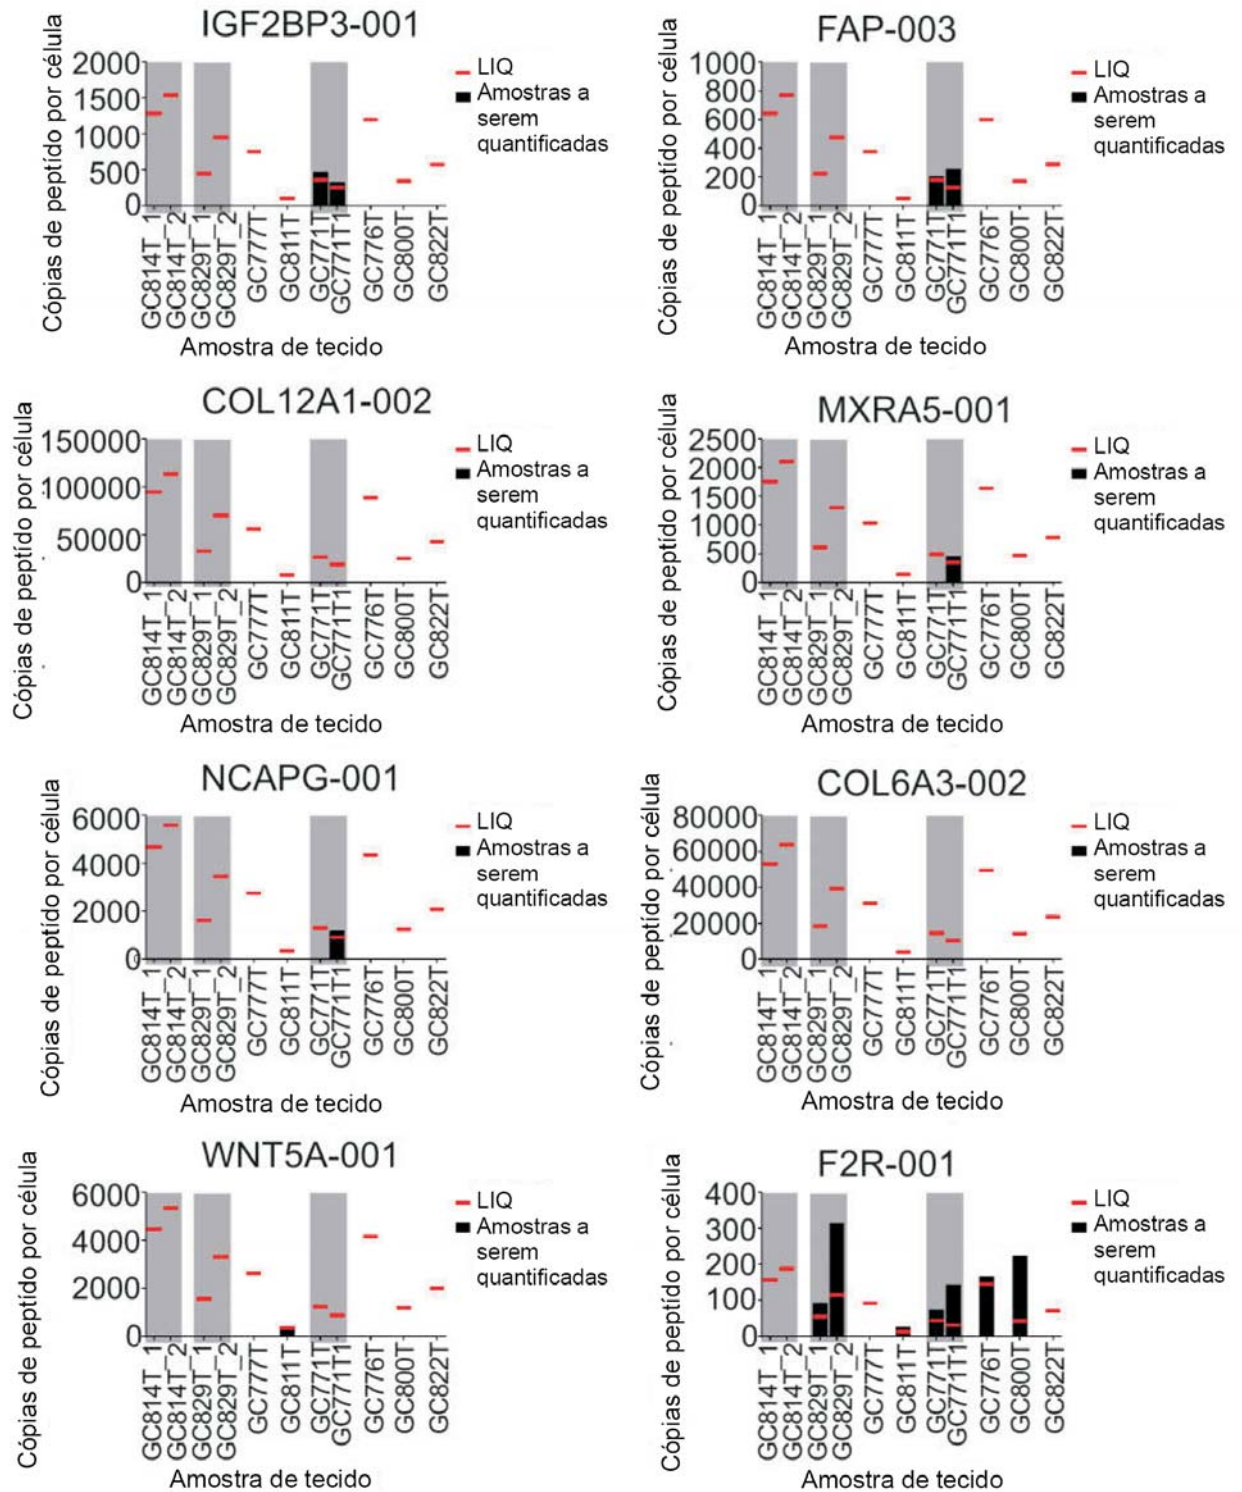 IGF2BP3-001
Cópias de peptído por célula
2000
1500
1000
500
0
GC814T_1
GC814T_2
GC829T_1
GC829T_2
GC777T
GC811T
GC771T
GC771T1
GC776T
GC800T
GC822T
Amostra de tecido
LIQ
Amostras a
serem
quantificadas
FAP-003
Cópias de peptído por célula
1000
800
600
400
200
0
GC814T_1
GC814T_2
GC829T_1
GC829T_2
GC777T
GC811T
GC771T
GC771T1
GC776T
GC800T
GC822T
Amostra de tecido
LIQ
Amostras a
serem
quantificadas
COL12A1-002
Cópias de peptído por célula
150000
100000
50000
0
GC814T_1
GC814T_2
GC829T_1
GC829T_2
GC777T
GC811T
GC771T
GC771T1
GC776T
GC800T
GC822T
Amostra de tecido
LIQ
Amostras a
serem
quantificadas
MXRA5-001
Cópias de peptído por célula
2500
2000
1500
1000
500
0
GC814T_1
GC814T_2
GC829T_1
GC829T_2
GC777T
GC811T
GC771T
GC771T1
GC776T
GC800T
GC822T
Amostra de tecido
LIQ
Amostras a
serem
quantificadas
NCAPG-001
Cópias de peptído por célula
6000
4000
2000
0
GC814T_1
GC814T_2
GC829T_1
GC829T_2
GC777T
GC811T
GC771T
GC771T1
GC776T
GC800T
GC822T
Amostra de tecido
LIQ
Amostras a
serem
quantificadas
COL6A3-002
Cópias de peptído por célula
80000
60000
40000
20000
0
GC814T_1
GC814T_2
GC829T_1
GC829T_2
GC777T
GC811T
GC771T
GC771T1
GC776T
GC800T
GC822T
Amostra de tecido
LIQ
Amostras a
serem
quantificadas
WNT5A-001
Cópias de peptído por célula
6000
4000
2000
0
GC814T_1
GC814T_2
GC829T_1
GC829T_2
GC777T
GC811T
GC771T
GC771T1
GC776T
GC800T
GC822T
Amostra de tecido
LIQ
Amostras a
serem
quantificadas
F2R-001
Cópias de peptído por célula
400
300
200
100
0
GC814T_1
GC814T_2
GC829T_1
GC829T_2
GC777T
GC811T
GC771T
GC771T1
GC776T
GC800T
GC822T
Amostra de tecido
LIQ
Amostras a
serem
quantificadas